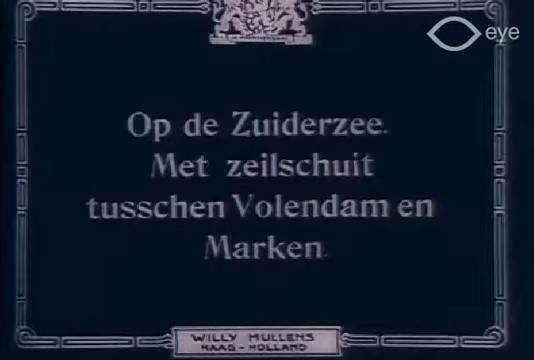 eye
Op de Zuiderzee.
Met zeilschuit
tusschen Volendam en
Marken.
WILLY MULLENS
HAAG-HOLLAND